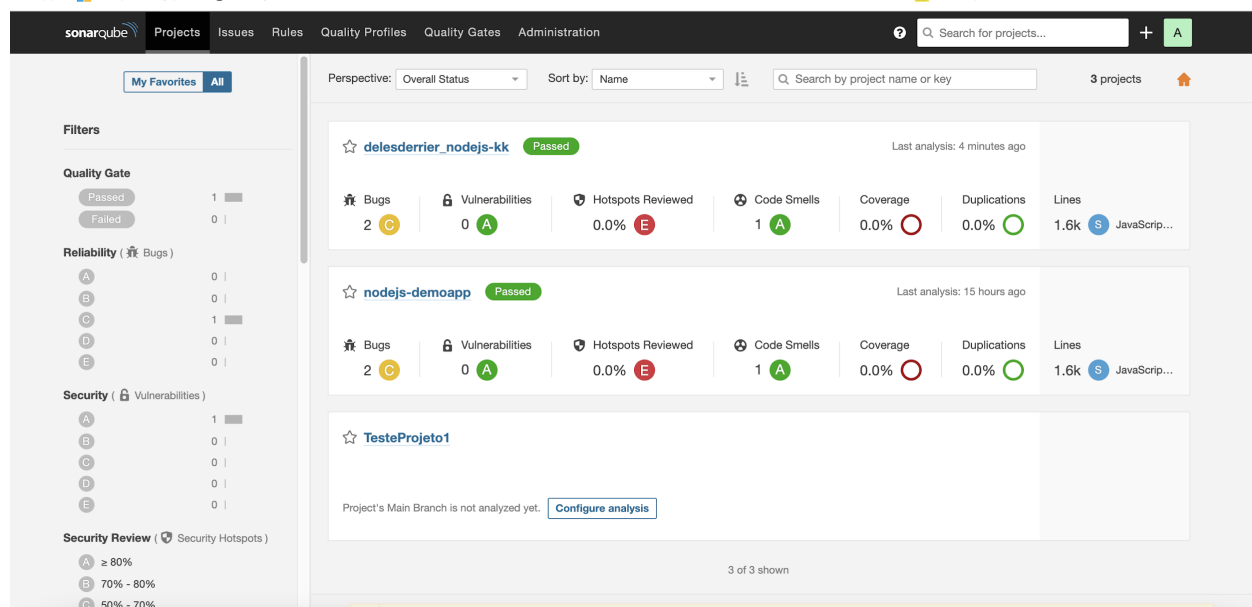 sonarqube Projects Issues Rules Quality Profiles Quality Gates Administration ? Search for projects... + A
My Favorites All
Perspective: Overall Status Sort by: Name Search by project name or key 3 projects
Filters
Quality Gate
Passed 1
Failed 0
Reliability ( Bugs )
A 0
B 0
C 1
D 0
E 0
Security ( Vulnerabilities )
A 1
B 0
C 0
D 0
E 0
Security Review ( Security Hotspots )
A ≥ 80%
B 70% - 80%
C 50% - 70%
delesderrier_nodejs-kk Passed Last analysis: 4 minutes ago
Bugs Vulnerabilities Hotspots Reviewed Code Smells Coverage Duplications Lines
2 C 0 A 0.0% E 1 A 0.0% 0.0% 1.6k S JavaScrip...
nodejs-demoapp Passed Last analysis: 15 hours ago
Bugs Vulnerabilities Hotspots Reviewed Code Smells Coverage Duplications Lines
2 C 0 A 0.0% E 1 A 0.0% 0.0% 1.6k S JavaScrip...
TesteProjeto1
Project's Main Branch is not analyzed yet. Configure analysis
3 of 3 shown